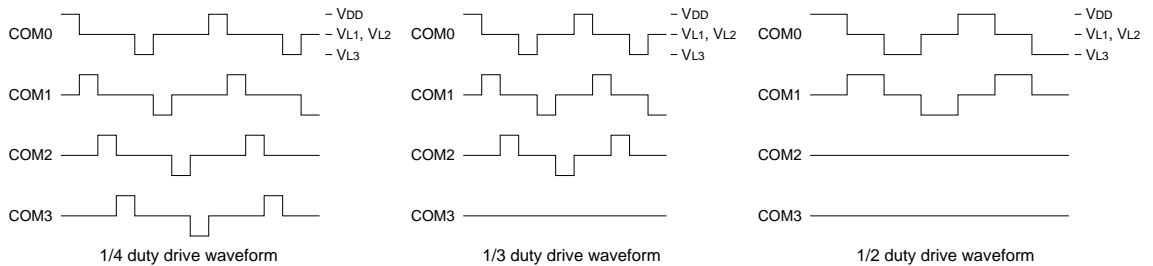 COM0
– VDD
– VL1, VL2
– VL3
COM1
COM2
COM3
1/4 duty drive waveform
COM0
– VDD
– VL1, VL2
– VL3
COM1
COM2
COM3
1/3 duty drive waveform
COM0
– VDD
– VL1, VL2
– VL3
COM1
COM2
COM3
1/2 duty drive waveform